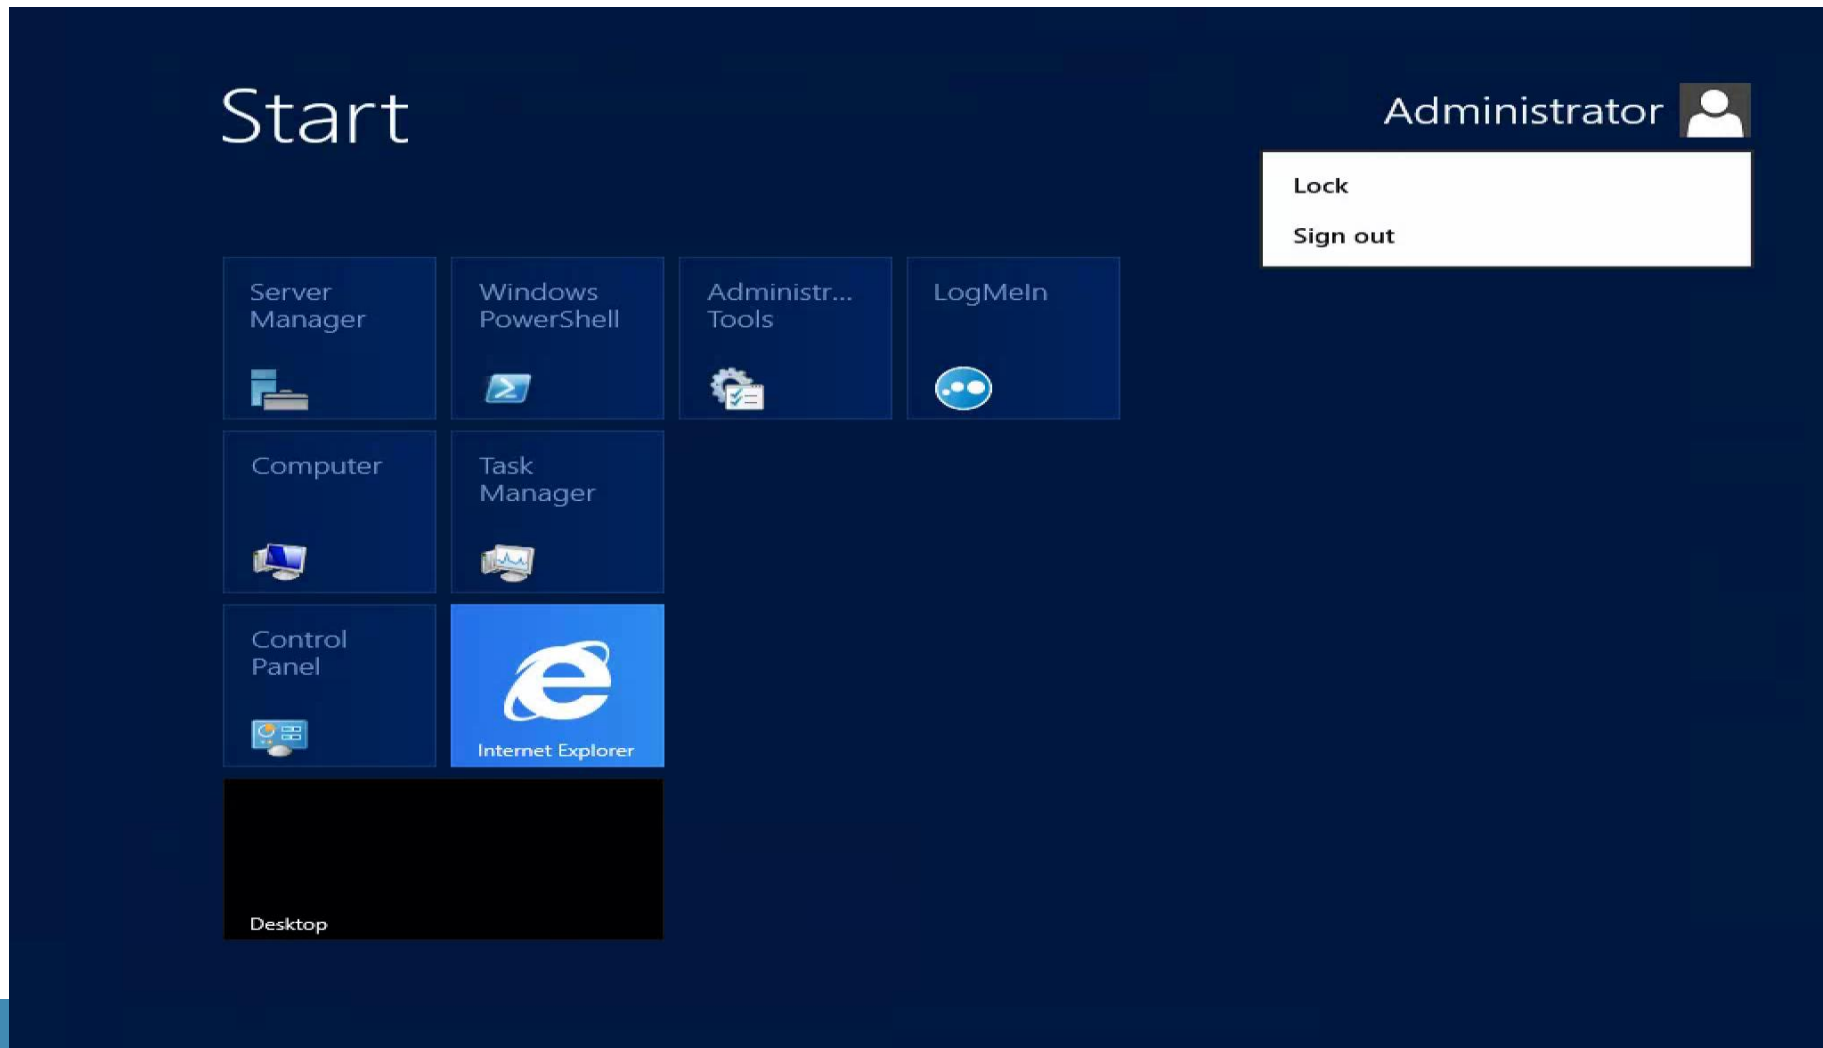 Start
Administrator
Lock
Sign out
Server
Manager
Windows
PowerShell
Administr...
Tools
LogMeIn
Computer
Task
Manager
Control
Panel
Internet Explorer
Desktop